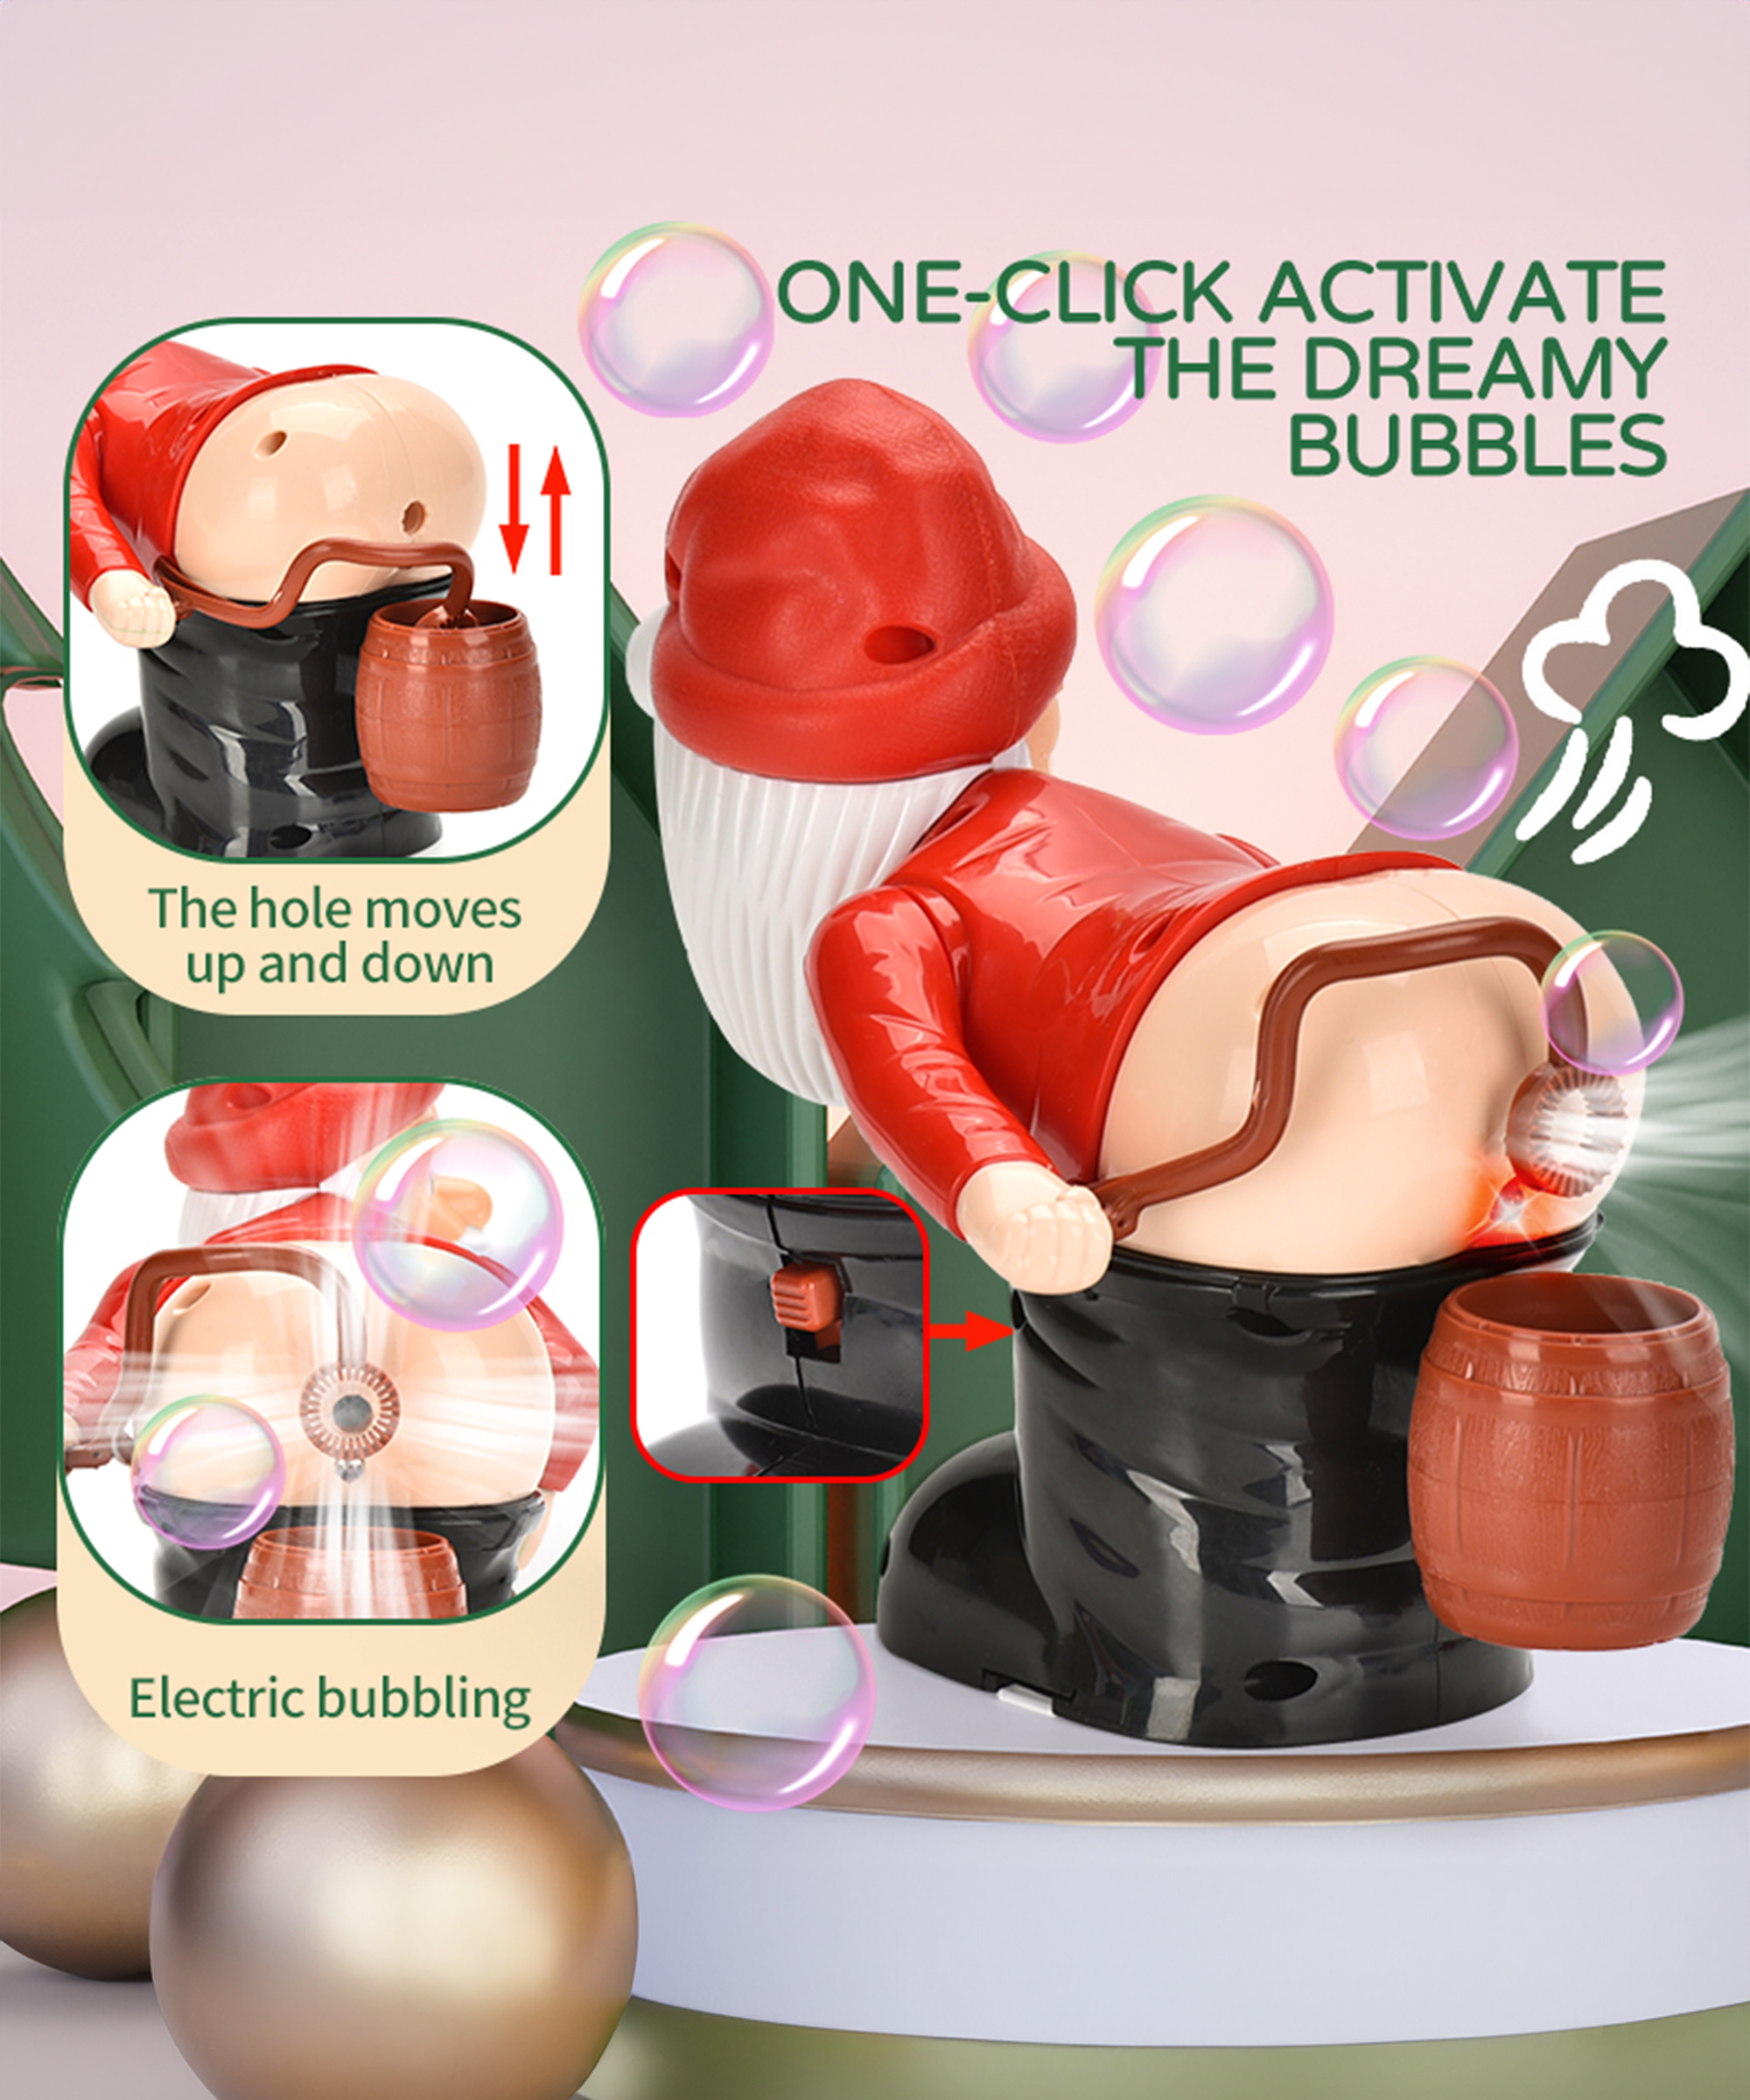 ONE-CLICK ACTIVATE
THE DREAMY
BUBBLES
The hole moves
up and down
Electric bubbling